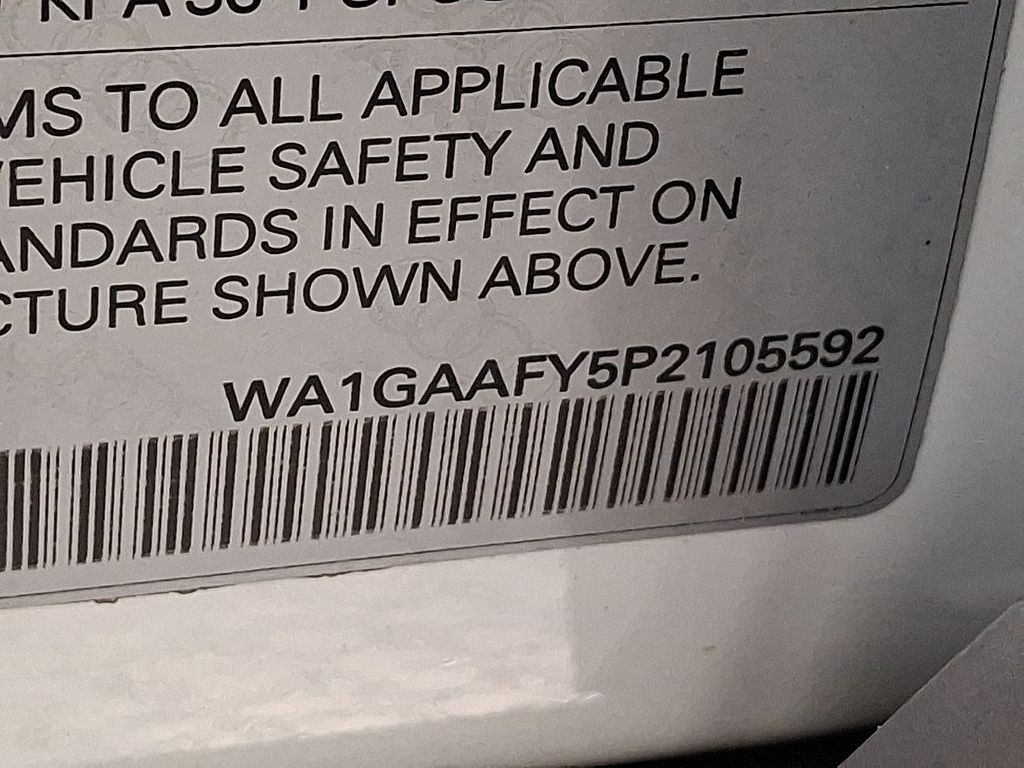 MS TO ALL APPLICABLE
VEHICLE SAFETY AND
ANDARDS IN EFFECT ON
CTURE SHOWN ABOVE.
WA1GAAFY5P2105592